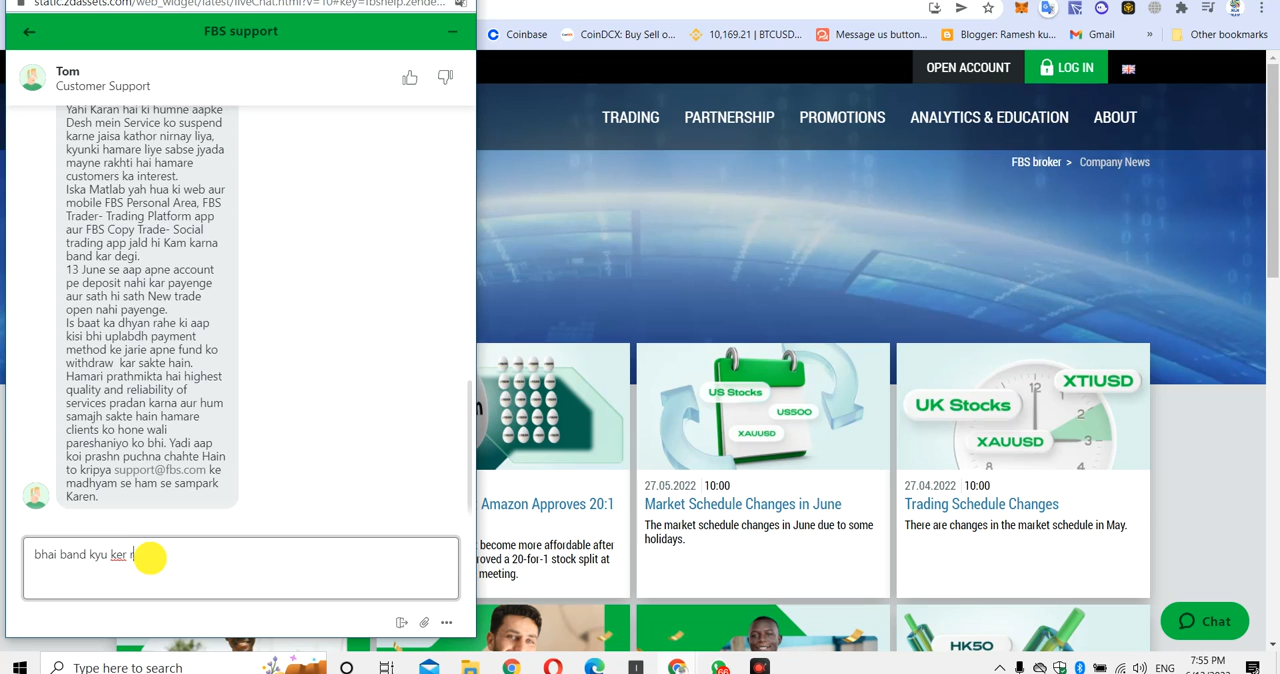 static.zdassets.com/web_widget/latest/liveChat.html?v=10#key=fbshelp.zende...
FBS support
Tom
Customer Support
Yahi Karan hai ki humne aapke
Desh mein Service ko suspend
karne jaisa kathor nirnay liya,
kyunki hamare liye sabse jyada
mayne rakhti hai hamare
customers ka interest.
Iska Matlab yah hua ki web aur
mobile FBS Personal Area, FBS
Trader- Trading Platform app
aur FBS Copy Trade- Social
trading app jald hi Kam karna
band kar degi.
13 June se aap apne account
pe deposit nahi kar payenge
aur sath hi sath New trade
open nahi payenge.
Is baat ka dhyan rahe ki aap
kisi bhi uplabdh payment
method ke jarie apne fund ko
withdraw kar sakte hain.
Hamari prathmikta hai highest
quality and reliability of
services pradan karna aur hum
samajh sakte hain hamare
clients ko hone wali
pareshaniyo ko bhi. Yadi aap
koi prashn puchna chahte Hain
to kripya support@fbs.com ke
madhyam se ham se sampark
Karen.
bhai band kyu ker r
Coinbase
CoinDCX: Buy Sell o...
10,169.21 | BTCUSD...
Message us button...
Blogger: Ramesh ku...
Gmail
»
Other bookmarks
OPEN ACCOUNT
LOG IN
TRADING
PARTNERSHIP
PROMOTIONS
ANALYTICS & EDUCATION
ABOUT
FBS broker > Company News
Amazon Approves 20:1
become more affordable after
roved a 20-for-1 stock split at
meeting.
US Stocks
US500
XAUUSD
27.05.2022 | 10:00
Market Schedule Changes in June
The market schedule changes in June due to some
holidays.
XTIUSD
UK Stocks
XAUUSD
12
1
2
3
4
27.04.2022 | 10:00
Trading Schedule Changes
There are changes in the market schedule in May.
HK50
Chat
Type here to search
ENG
7:55 PM